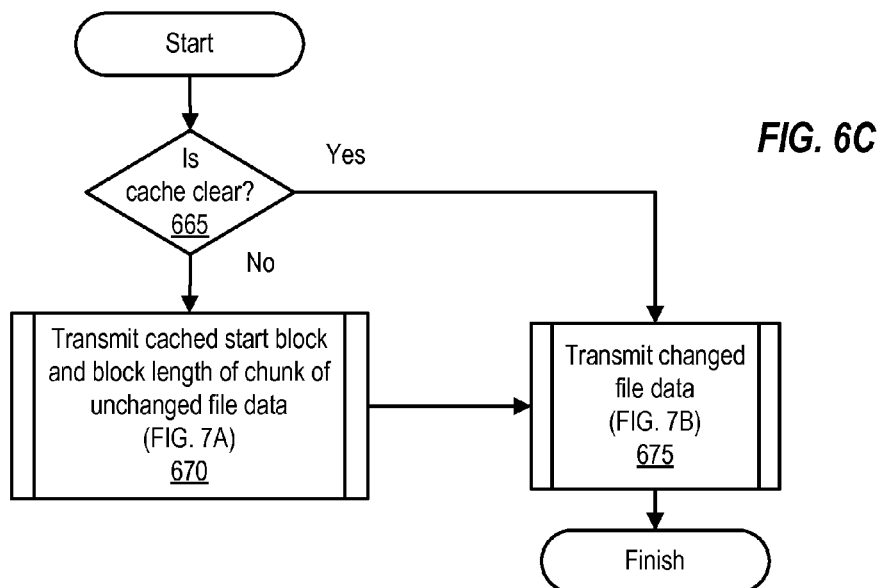 Start
FIG. 6C
Is
cache clear?
665
Yes
No
Transmit cached start block
and block length of chunk of
unchanged file data
(FIG. 7A)
670
Transmit changed
file data
(FIG. 7B)
675
Finish